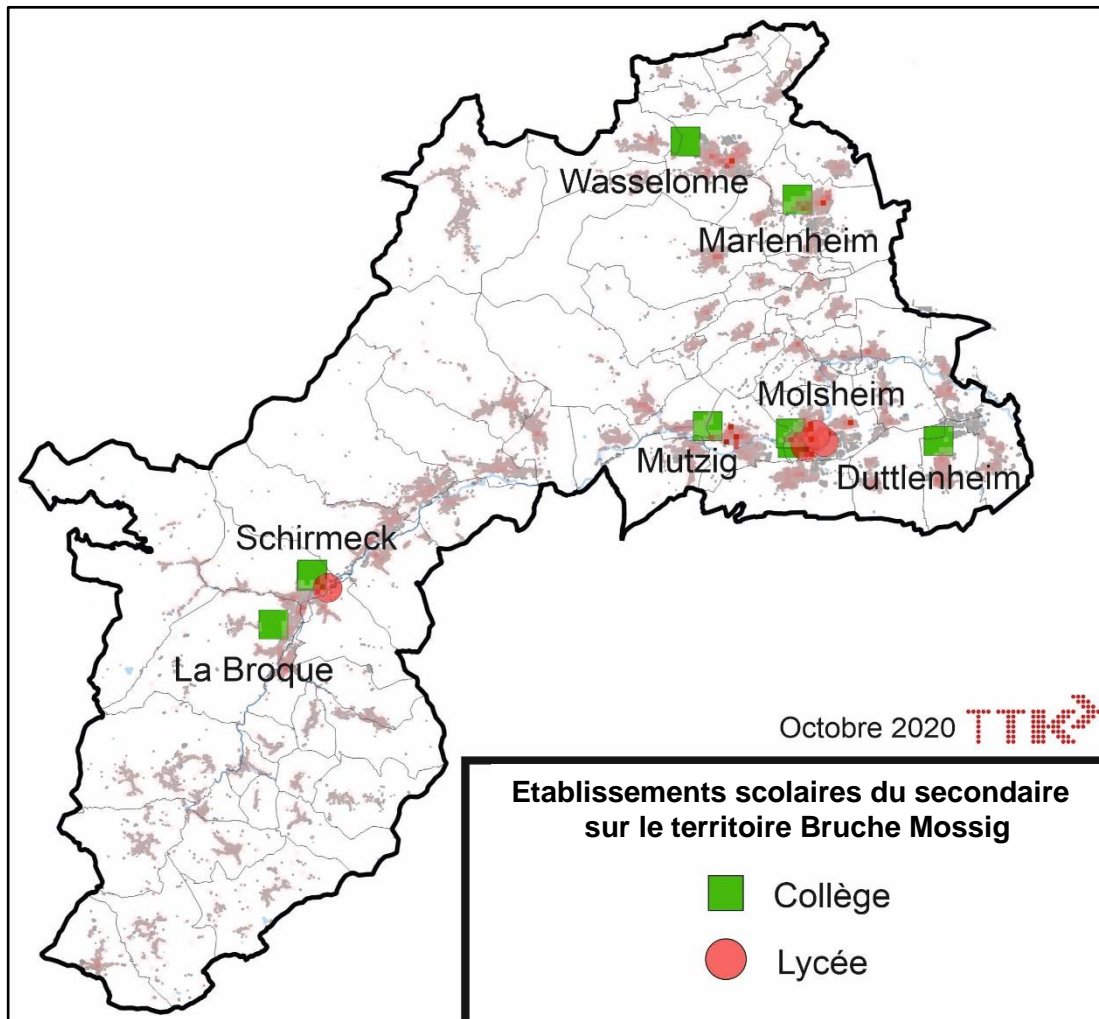 Wasselonne
Marlenheim
Molsheim
Mutzig
Duttlenheim
Schirmeck
La Broque
Octobre 2020 TTK
Etablissements scolaires du secondaire
sur le territoire Bruche Mossig
Collège
Lycée